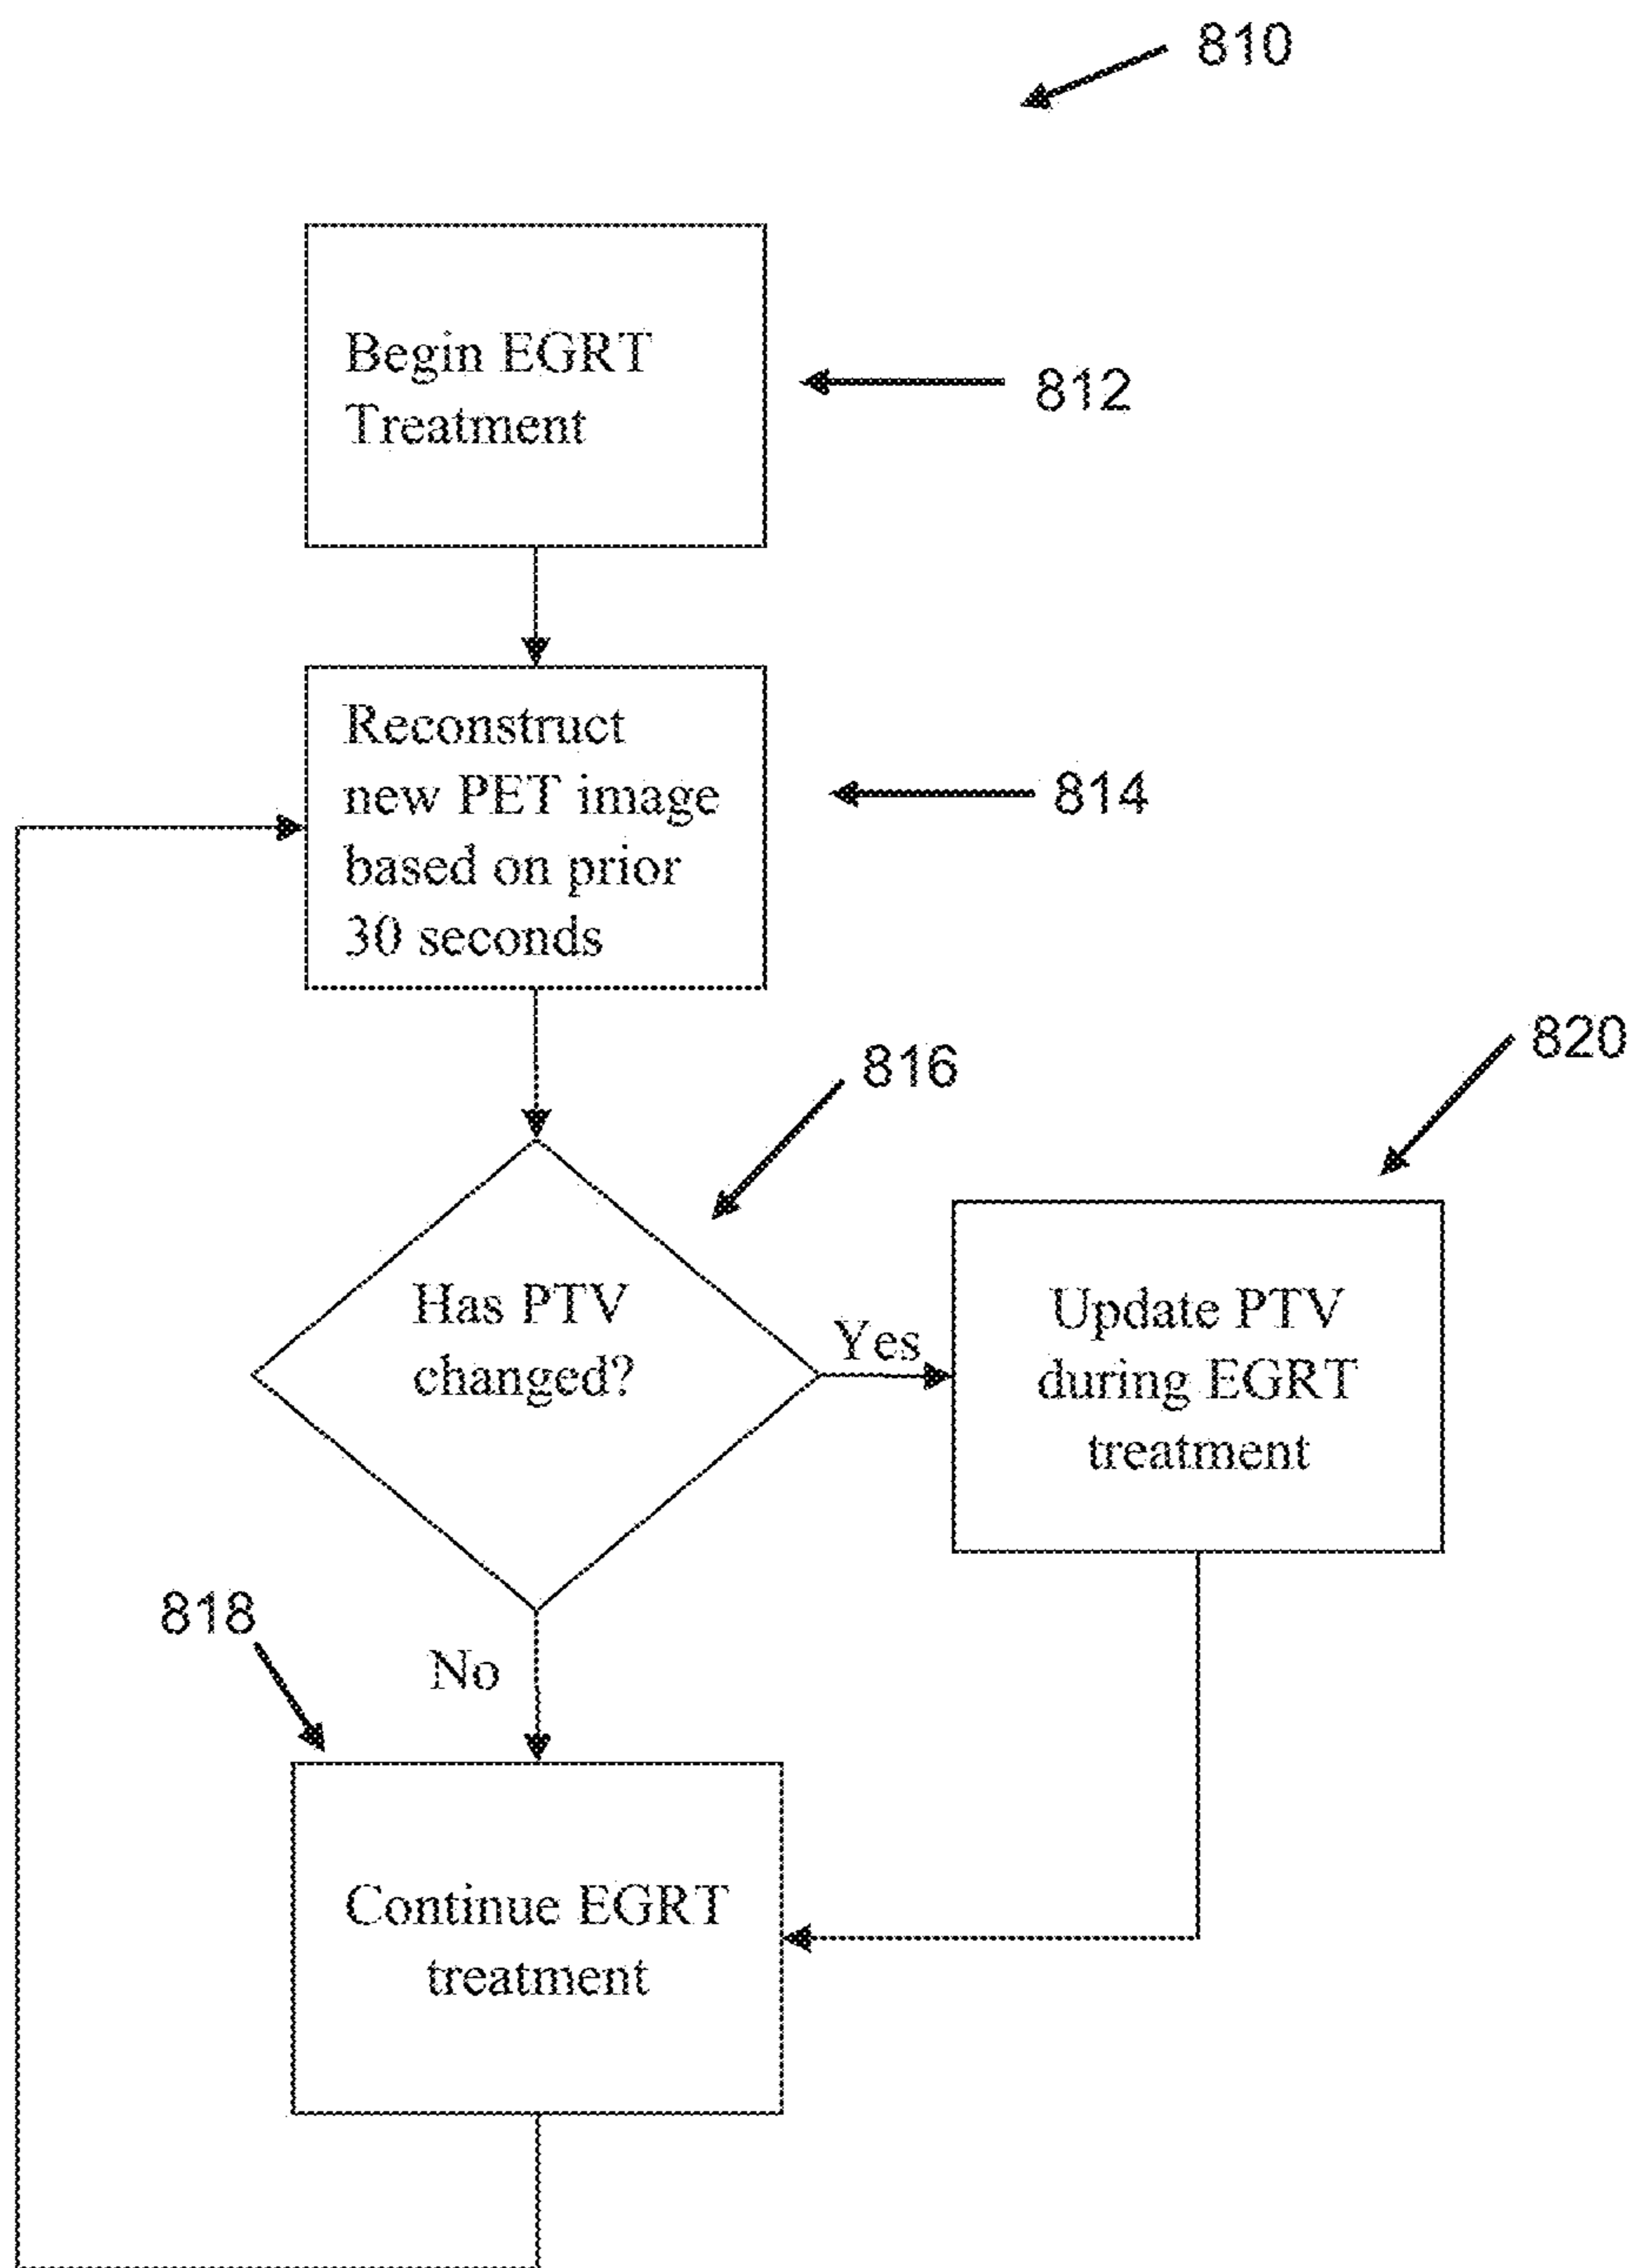 810
Begin EGRT
Treatment
812
Reconstruct
new PET image
based on prior
30 seconds
814
816
820
Has PTV
changed?
Yes
Update PTV
during EGRT
treatment
818
No
Continue EGRT
treatment